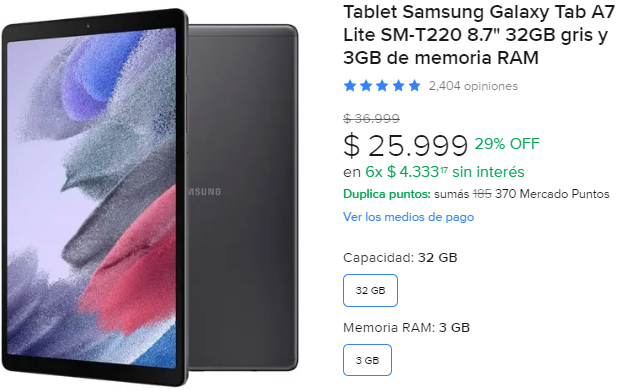 Tablet Samsung Galaxy Tab A7
Lite SM-T220 8.7" 32GB gris y
3GB de memoria RAM
2,404 opiniones
$ 36.999
$ 25.999 29% OFF
en 6x $ 4.333¹⁷ sin interés
Duplica puntos: sumás 185 370 Mercado Puntos
Ver los medios de pago
SAMSUNG
Capacidad: 32 GB
32 GB
Memoria RAM: 3 GB
3 GB